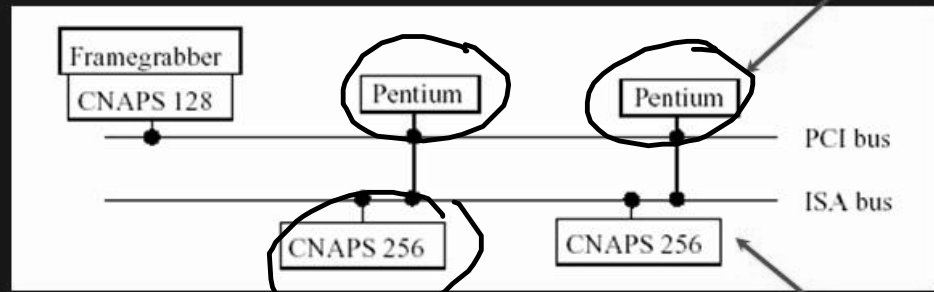 Framegrabber
CNAPS 128
Pentium
Pentium
PCI bus
ISA bus
CNAPS 256
CNAPS 256